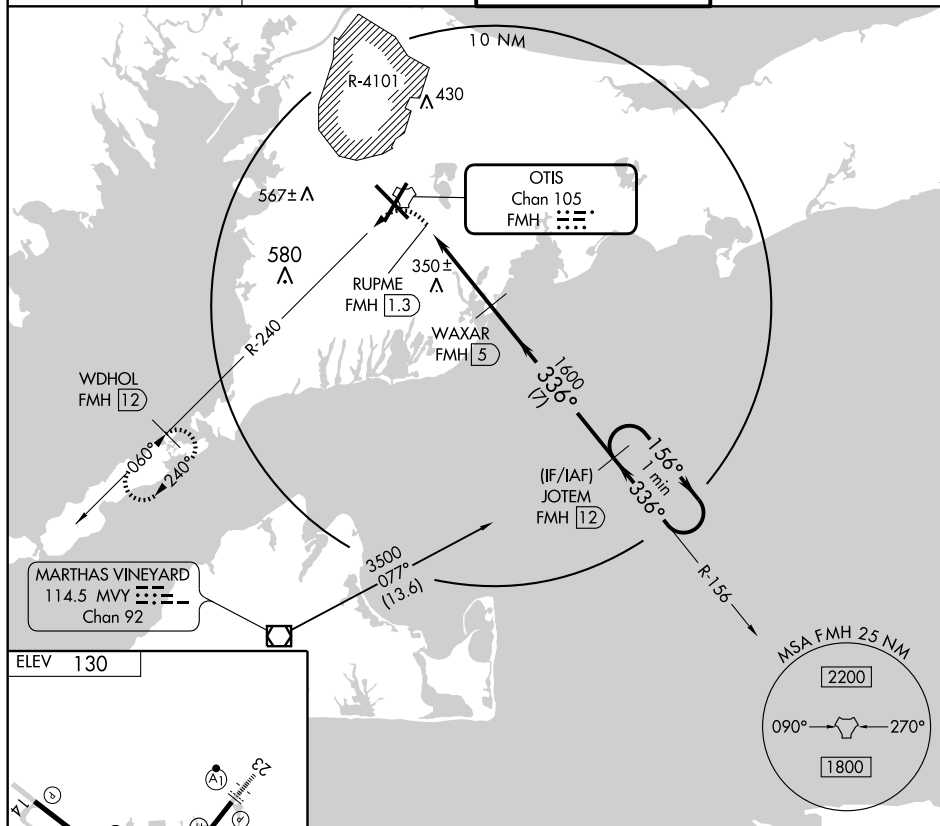 10 NM
R-4101
430
567±
OTIS
Chan 105
FMH
580
350±
RUPME
FMH 1.3
WAXAR
FMH 5
R-240
1600
336°
(7)
WDHOL
FMH 12
060°
240°
156°
1 min
336°
(IF/IAF)
JOTEM
FMH 12
3500
077°
(13.6)
R-156
MARTHAS VINEYARD
114.5 MVY
Chan 92
MSA FMH 25 NM
2200
090°
270°
1800
ELEV 130
A1
23
14
P
P